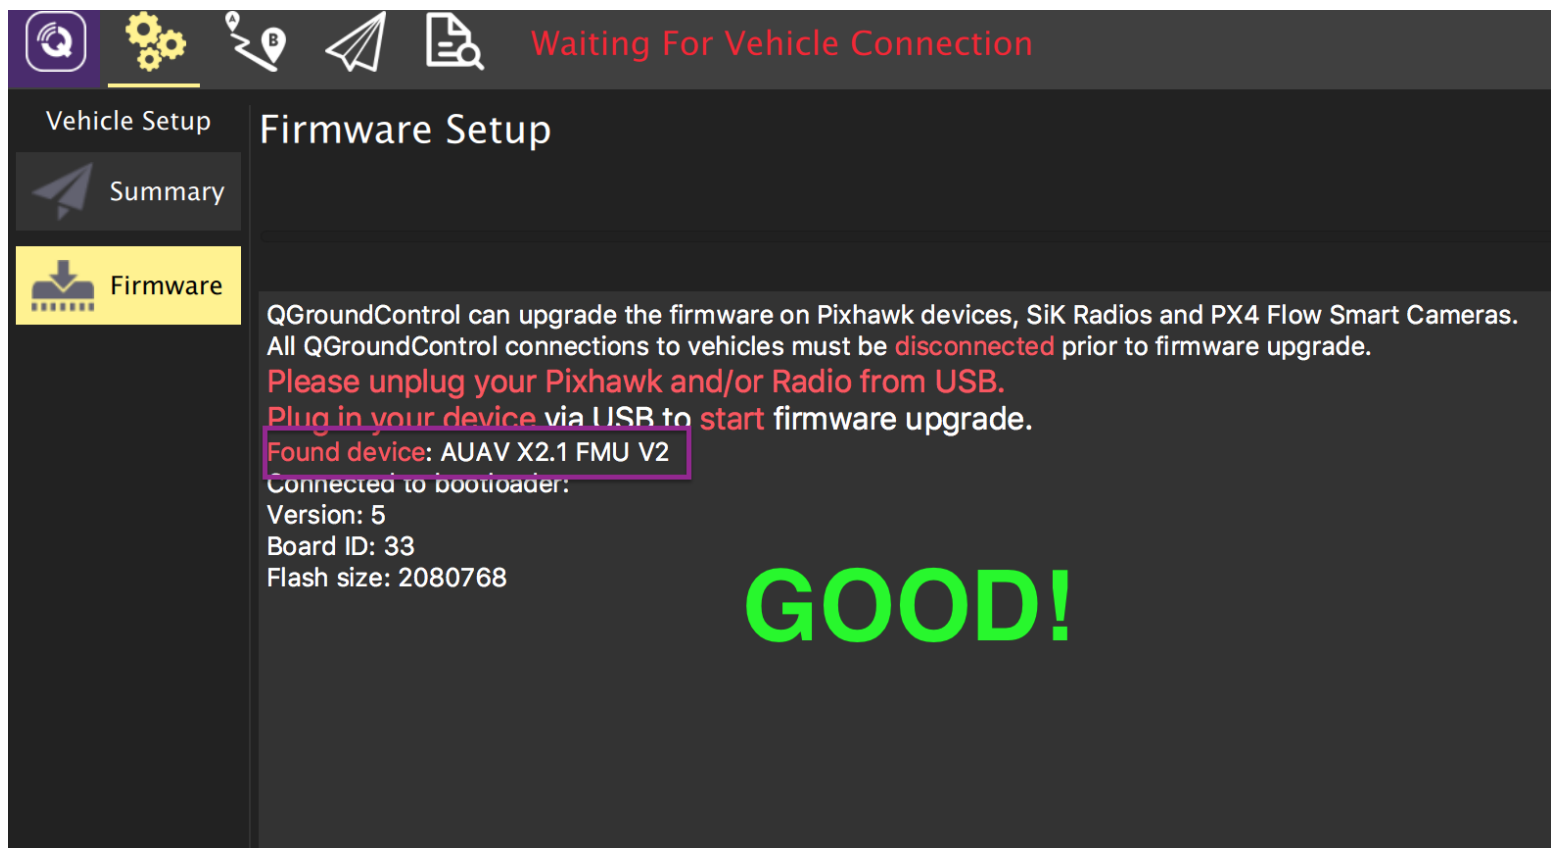 A
B
Waiting For Vehicle Connection
Vehicle Setup
Firmware Setup
Summary
Firmware
QGroundControl can upgrade the firmware on Pixhawk devices, SiK Radios and PX4 Flow Smart Cameras.
All QGroundControl connections to vehicles must be disconnected prior to firmware upgrade.
Please unplug your Pixhawk and/or Radio from USB.
Plug in your device via USB to start firmware upgrade.
Found device: AUAV X2.1 FMU V2
Connected to bootloader:
Version: 5
Board ID: 33
Flash size: 2080768
GOOD!